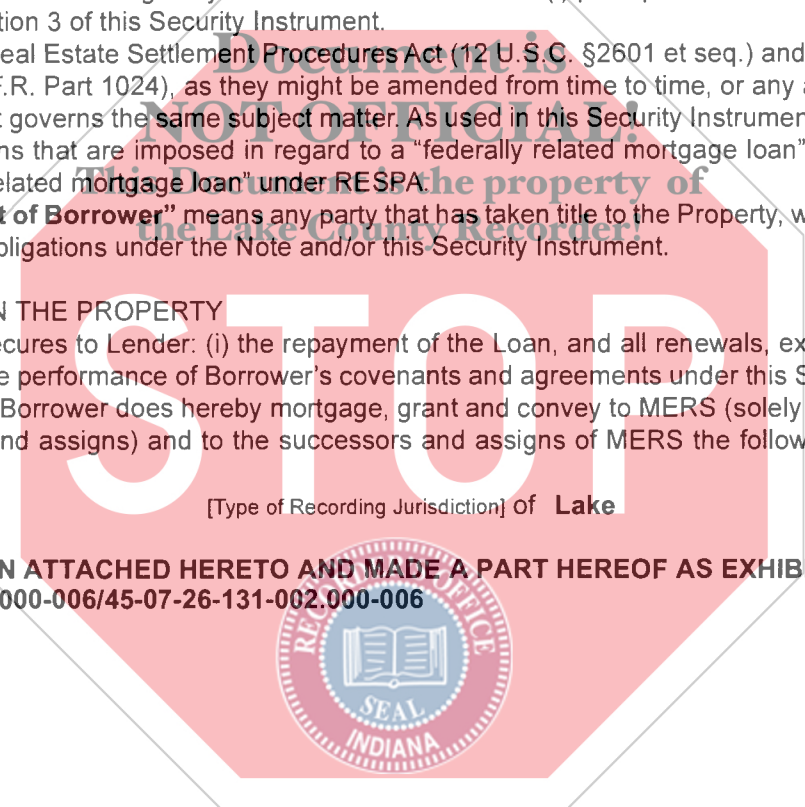 tion 3 of this Security Instrument.
eal Estate Settlement Procedures Act (12 U.S.C. §2601 et seq.) and
F.R. Part 1024), as they might be amended from time to time, or any
t governs the same subject matter. As used in this Security Instrumen
ns that are imposed in regard to a “federally related mortgage loan”
elated mortgage loan” under RESPA.
t of Borrower” means any party that has taken title to the Property, w
bligations under the Note and/or this Security Instrument.
N THE PROPERTY
ecures to Lender: (i) the repayment of the Loan, and all renewals, ex
e performance of Borrower’s covenants and agreements under this S
Borrower does hereby mortgage, grant and convey to MERS (solely
nd assigns) and to the successors and assigns of MERS the follow
[Type of Recording Jurisdiction] of Lake
N ATTACHED HERETO AND MADE A PART HEREOF AS EXHIB
000-006/45-07-26-131-002.000-006
Document is
NOT OFFICIAL!
This Document is the property of
the Lake County Recorder!
STOP
RECORDER'S OFFICE
SEAL
INDIANA